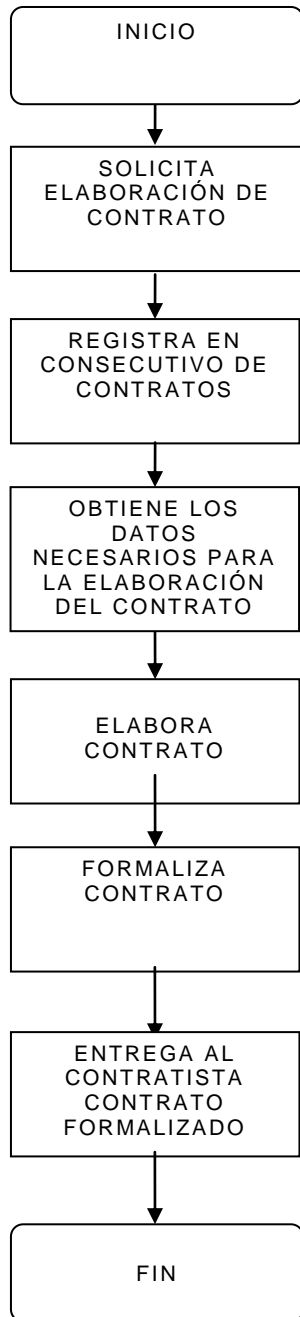 INICIO
SOLICITA
ELABORACIÓN DE
CONTRATO
REGISTRA EN
CONSECUTIVO DE
CONTRATOS
OBTIENE LOS
DATOS
NECESARIOS PARA
LA ELABORACIÓN
DEL CONTRATO
ELABORA
CONTRATO
FORMALIZA
CONTRATO
ENTREGA AL
CONTRATISTA
CONTRATO
FORMALIZADO
FIN